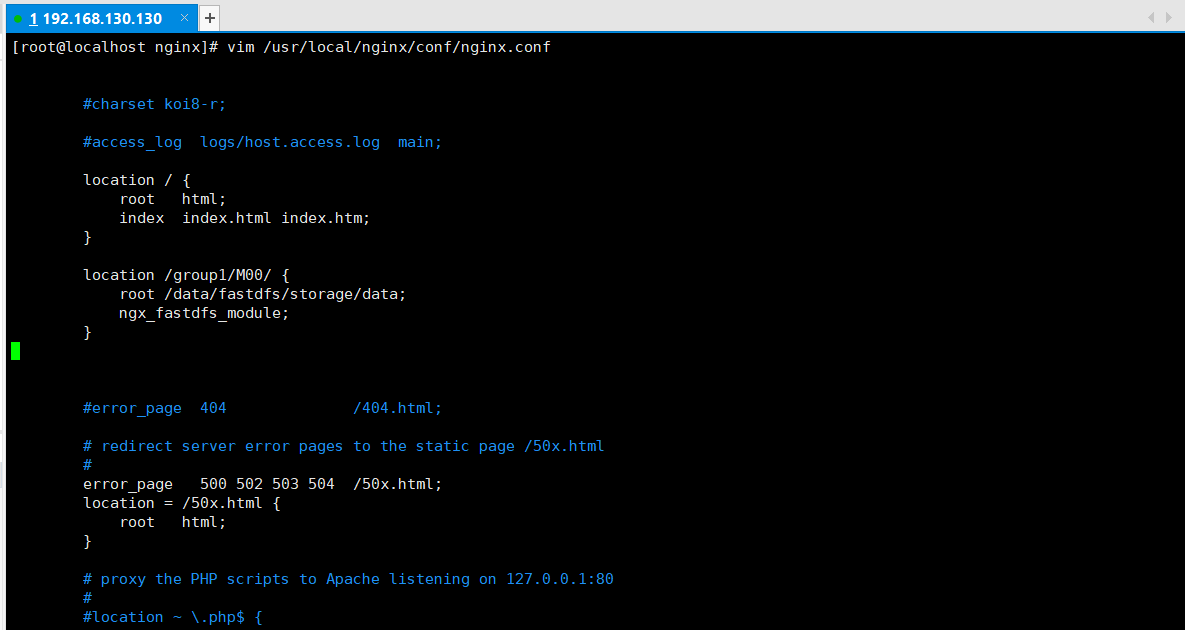 1 192.168.130.130 × +
[root@localhost nginx]# vim /usr/local/nginx/conf/nginx.conf
#charset koi8-r;
#access_log  logs/host.access.log  main;
location / {
root   html;
index  index.html index.htm;
}
location /group1/M00/ {
root /data/fastdfs/storage/data;
ngx_fastdfs_module;
}
#error_page  404              /404.html;
# redirect server error pages to the static page /50x.html
#
error_page   500 502 503 504  /50x.html;
location = /50x.html {
root   html;
}
# proxy the PHP scripts to Apache listening on 127.0.0.1:80
#
#location ~ \.php$ {